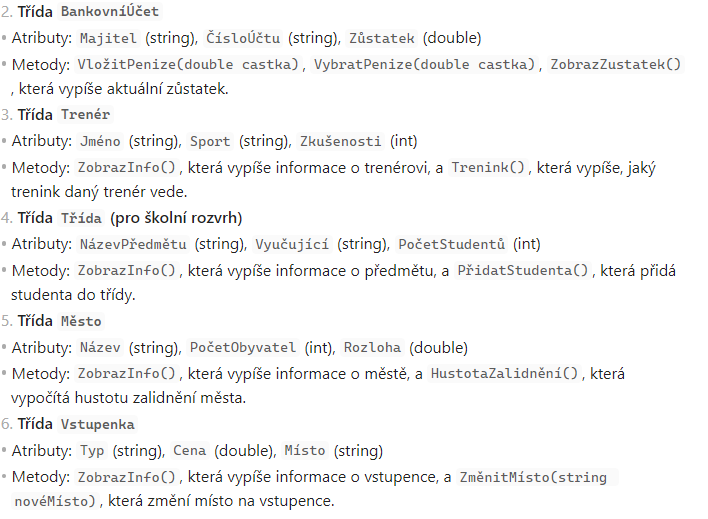 2. Třída BankovníÚčet
• Atributy: Majitel (string), ČísloÚčtu (string), Zůstatek (double)
• Metody: VložitPenize(double castka), VybratPenize(double castka), ZobrazZustatek()
, která vypíše aktuální zůstatek.
3. Třída Trenér
• Atributy: Jméno (string), Sport (string), Zkušenosti (int)
• Metody: ZobrazInfo(), která vypíše informace o trenérovi, a Trenink(), která vypíše, jaký
trenink daný trenér vede.
4. Třída Třída (pro školní rozvrh)
• Atributy: NázevPředmětu (string), Vyučující (string), PočetStudentů (int)
• Metody: ZobrazInfo(), která vypíše informace o předmětu, a PřidatStudenta(), která přidá
studenta do třídy.
5. Třída Město
• Atributy: Název (string), PočetObyvatel (int), Rozloha (double)
• Metody: ZobrazInfo(), která vypíše informace o městě, a HustotaZalidnění(), která
vypočítá hustotu zalidnění města.
6. Třída Vstupenka
• Atributy: Typ (string), Cena (double), Místo (string)
• Metody: ZobrazInfo(), která vypíše informace o vstupence, a ZměnitMísto(string
novéMísto), která změní místo na vstupence.